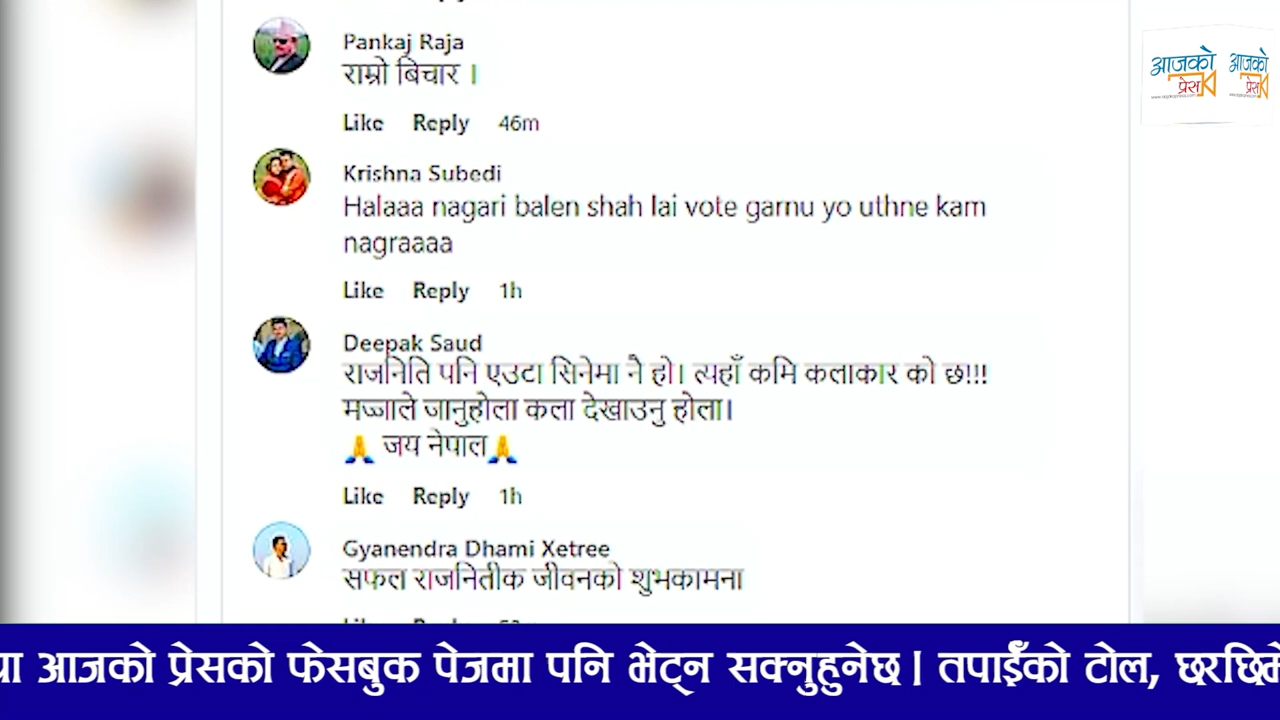 Pankaj Raja
राम्रो बिचार ।
Like Reply 46m
Krishna Subedi
Halaaa nagari balen shah lai vote garnu yo uthne kam
nagraaaa
Like Reply 1h
Deepak Saud
राजनिति पनि एउटा सिनेमा नै हो। त्यहाँ कमि कलाकार को छ!!!
मज्जाले जानुहोला कला देखाउनु होला।
🙏 जय नेपाल🙏
Like Reply 1h
Gyanendra Dhami Xetree
सफल राजनितीक जीवनको शुभकामना
आजको प्रेस
आजको प्रेस
आजको प्रेसको फेसबुक पेजमा पनि भेट्न सक्नुहुनेछ। तपाईँको टोल,